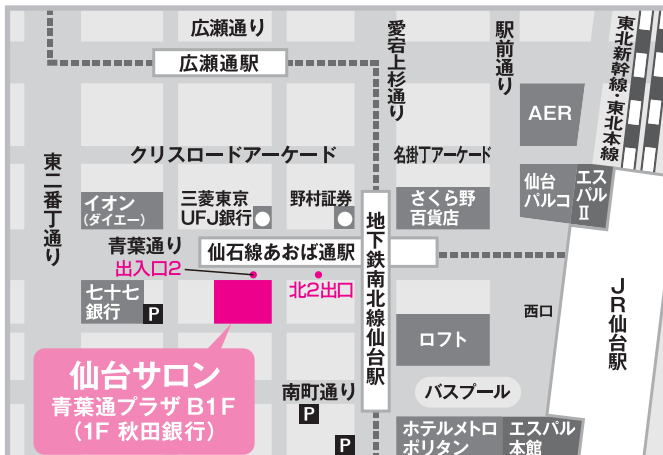 広瀬通り
広瀬通駅
愛宕上杉通り
駅前通り
東北新幹線・東北本線
AER
東二番丁通り
クリスロードアーケード
名掛丁アーケード
イオン
(ダイエー)
三菱東京
UFJ銀行
野村証券
さくら野
百貨店
仙台
パルコ
エスパルⅡ
青葉通り
仙石線あおば通駅
地下鉄南北線仙台駅
出入口2
北2出口
七十七
銀行
P
ロフト
西口
JR仙台駅
仙台サロン
青葉通プラザ B1F
(1F 秋田銀行)
南町通り
P
P
バスプール
ホテルメトロ
ポリタン
エスパル
本館